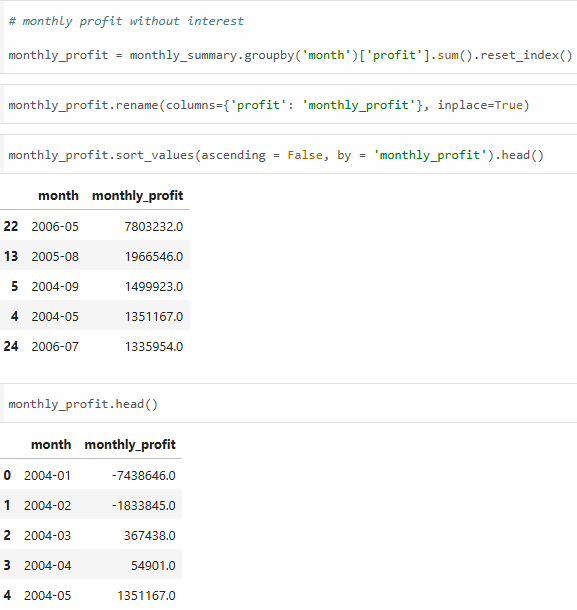 # monthly profit without interest
monthly_profit = monthly_summary.groupby('month')['profit'].sum().reset_index()
monthly_profit.rename(columns={'profit': 'monthly_profit'}, inplace=True)
monthly_profit.sort_values(ascending = False, by = 'monthly_profit').head()
month monthly_profit
22 2006-05 7803232.0
13 2005-08 1966546.0
5 2004-09 1499923.0
4 2004-05 1351167.0
24 2006-07 1335954.0
monthly_profit.head()
month monthly_profit
0 2004-01 -7438646.0
1 2004-02 -1833845.0
2 2004-03 367438.0
3 2004-04 54901.0
4 2004-05 1351167.0